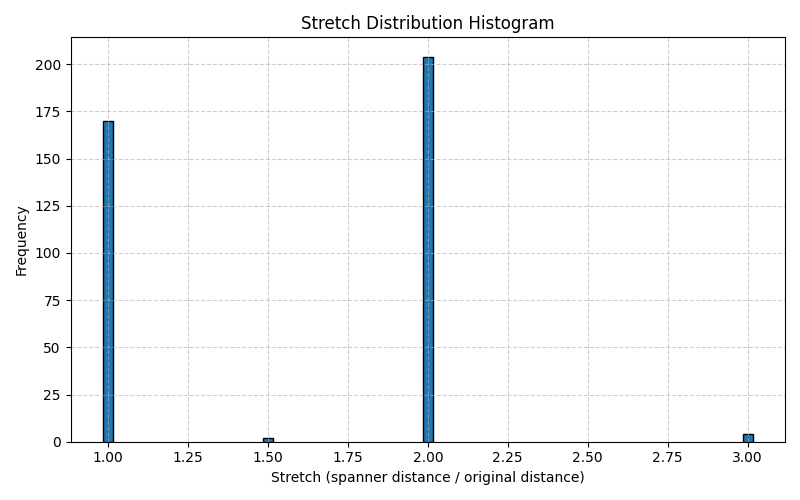 Stretch Distribution Histogram
Frequency
200
175
150
125
100
75
50
25
0
1.00 1.25 1.50 1.75 2.00 2.25 2.50 2.75 3.00
Stretch (spanner distance / original distance)